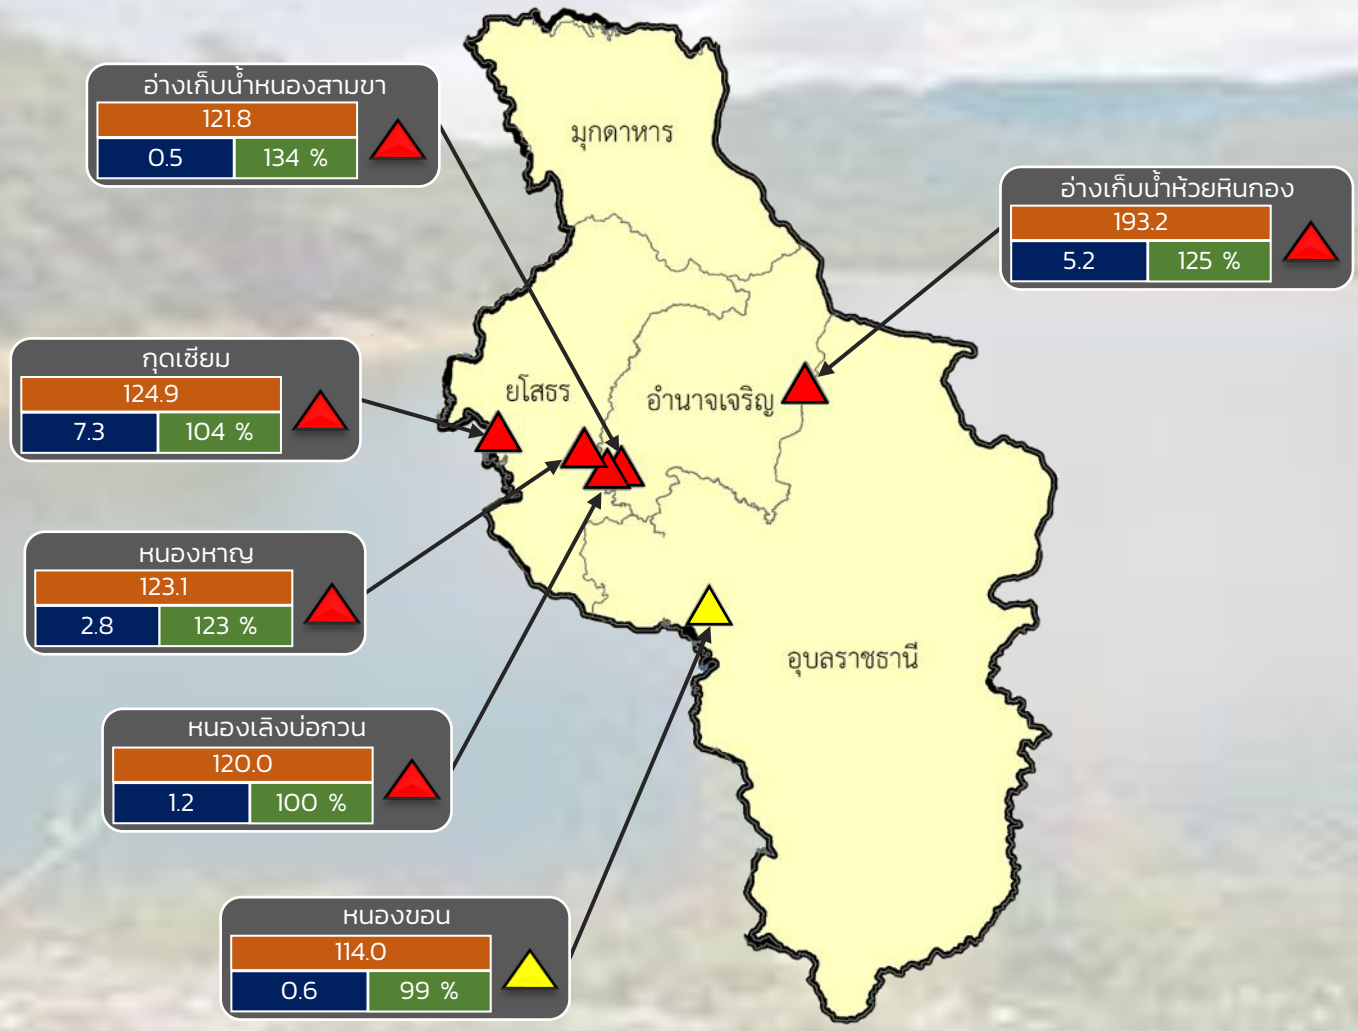 อ่างเก็บน้ำหนองสามขา
121.8
0.5 134 %
มุกดาหาร
อ่างเก็บน้ำห้วยหินกอง
193.2
5.2 125 %
กุดเซียม
124.9
7.3 104 %
ยโสธร
อำนาจเจริญ
หนองหาญ
123.1
2.8 123 %
อุบลราชธานี
หนองเลิงบ่อกวน
120.0
1.2 100 %
หนองขอน
114.0
0.6 99 %